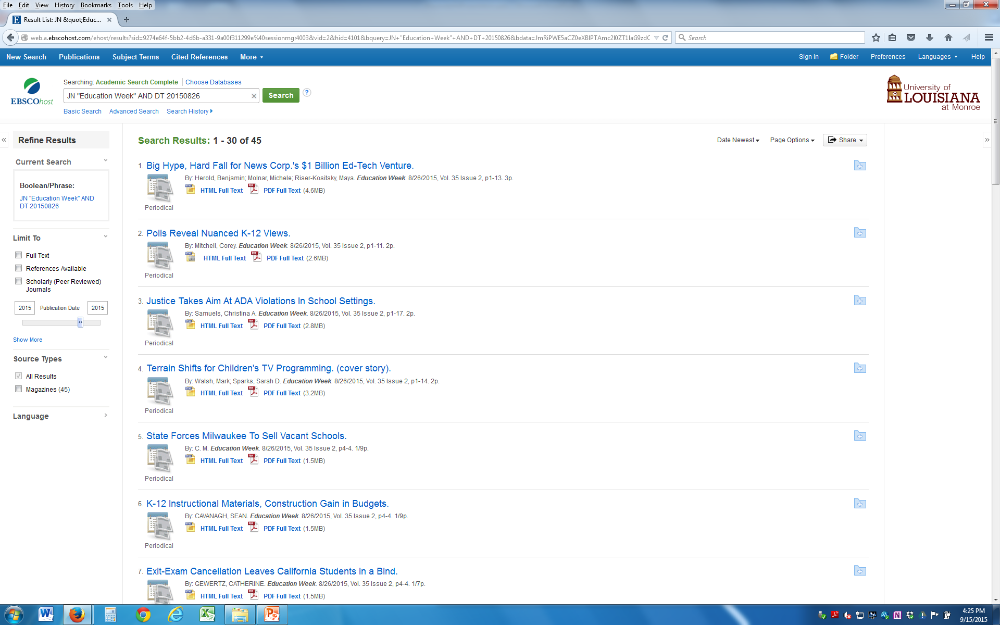 File Edit View History Bookmarks Tools Help
Result List: JN &quot;Educ...
web.a.ebscohost.com/ehost/results?sid=9274e64f-5bb2-4d6b-a331-9a00f311299e%40sessionmgr4003&vid=2&hid=4101&bquery=JN+"Education+Week"+AND+DT+20150826&bdata=JmRiPWE5aCZ0eXBlPTAmc2l0ZT1laG9zdC
Search
New Search Publications Subject Terms Cited References More
Sign In Folder Preferences Languages Help
EBSCOhost
Searching: Academic Search Complete Choose Databases
JN "Education Week" AND DT 20150826
Search
?
Basic Search Advanced Search Search History
University of
LOUISIANA
at Monroe
Refine Results
Current Search
Boolean/Phrase:
JN "Education Week" AND
DT 20150826
Limit To
Full Text
References Available
Scholarly (Peer Reviewed)
Journals
2015 Publication Date 2015
Show More
Source Types
All Results
Magazines (45)
Language
Search Results: 1 - 30 of 45
Date Newest Page Options Share
1. Big Hype, Hard Fall for News Corp.'s $1 Billion Ed-Tech Venture.
By: Herold, Benjamin; Molnar, Michele; Riser-Kositsky, Maya. Education Week. 8/26/2015, Vol. 35 Issue 2, p1-13. 3p.
HTML Full Text PDF Full Text (4.6MB)
Periodical
2. Polls Reveal Nuanced K-12 Views.
By: Mitchell, Corey. Education Week. 8/26/2015, Vol. 35 Issue 2, p1-11. 2p.
HTML Full Text PDF Full Text (2.6MB)
Periodical
3. Justice Takes Aim At ADA Violations In School Settings.
By: Samuels, Christina A. Education Week. 8/26/2015, Vol. 35 Issue 2, p1-17. 2p.
HTML Full Text PDF Full Text (2.8MB)
Periodical
4. Terrain Shifts for Children's TV Programming. (cover story).
By: Walsh, Mark; Sparks, Sarah D. Education Week. 8/26/2015, Vol. 35 Issue 2, p1-14. 2p.
HTML Full Text PDF Full Text (3.2MB)
Periodical
5. State Forces Milwaukee To Sell Vacant Schools.
By: C. M. Education Week. 8/26/2015, Vol. 35 Issue 2, p4-4. 1/9p.
HTML Full Text PDF Full Text (1.5MB)
Periodical
6. K-12 Instructional Materials, Construction Gain in Budgets.
By: CAVANAGH, SEAN. Education Week. 8/26/2015, Vol. 35 Issue 2, p4-4. 1/9p.
HTML Full Text PDF Full Text (1.5MB)
Periodical
7. Exit-Exam Cancellation Leaves California Students in a Bind.
By: GEWERTZ, CATHERINE. Education Week. 8/26/2015, Vol. 35 Issue 2, p4-4. 1/7p.
HTML Full Text PDF Full Text (1.5MB)
4:25 PM
9/15/2015